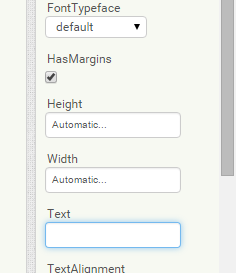 FontTypeface
default
HasMargins
Height
Automatic...
Width
Automatic...
Text
TextAlignment